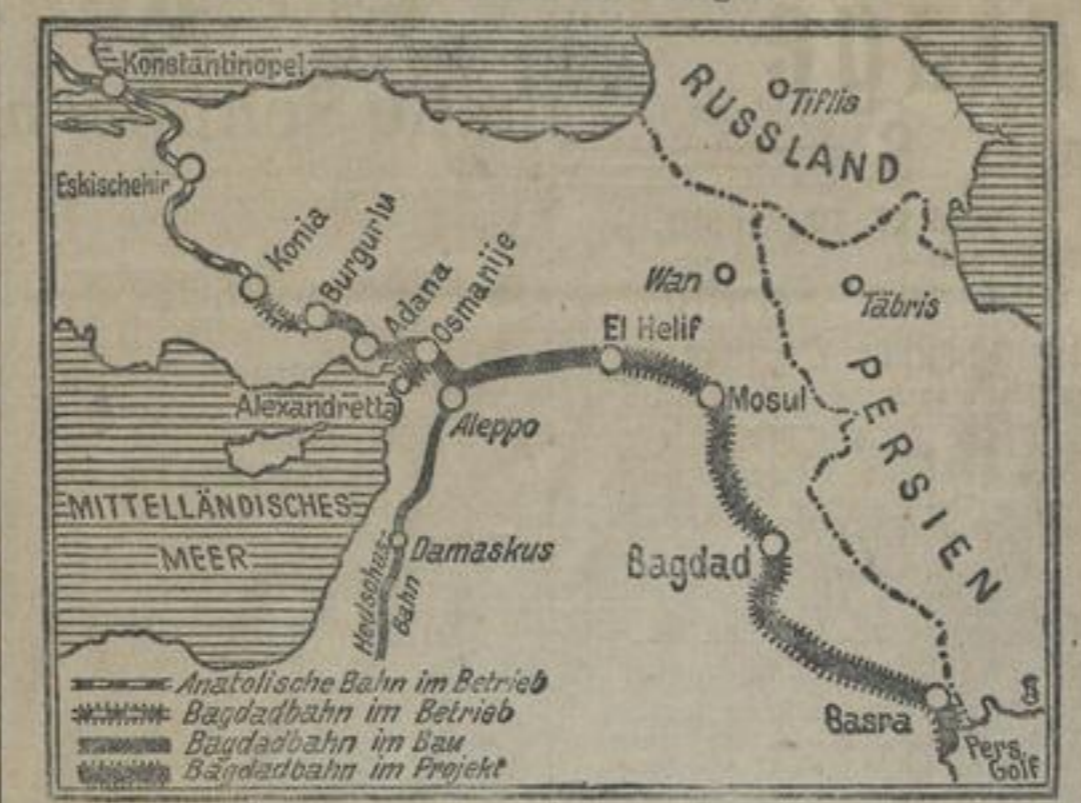 Konstantinopel
RUSSLAND
Tiflis
Eskischehir
Konia
Burgurlu
Adana
Osmanije
Wan
Täbris
El Helif
PERSIEN
Alexandretta
Aleppo
Mosul
MITTELLÄNDISCHES
MEER
Damaskus
Bagdad
Bahn
Anatolische Bahn im Betrieb
Bagdadbahn im Betrieb
Bagdadbahn im Bau
Bagdadbahn im Projekt
Basra
Pers.
Golf